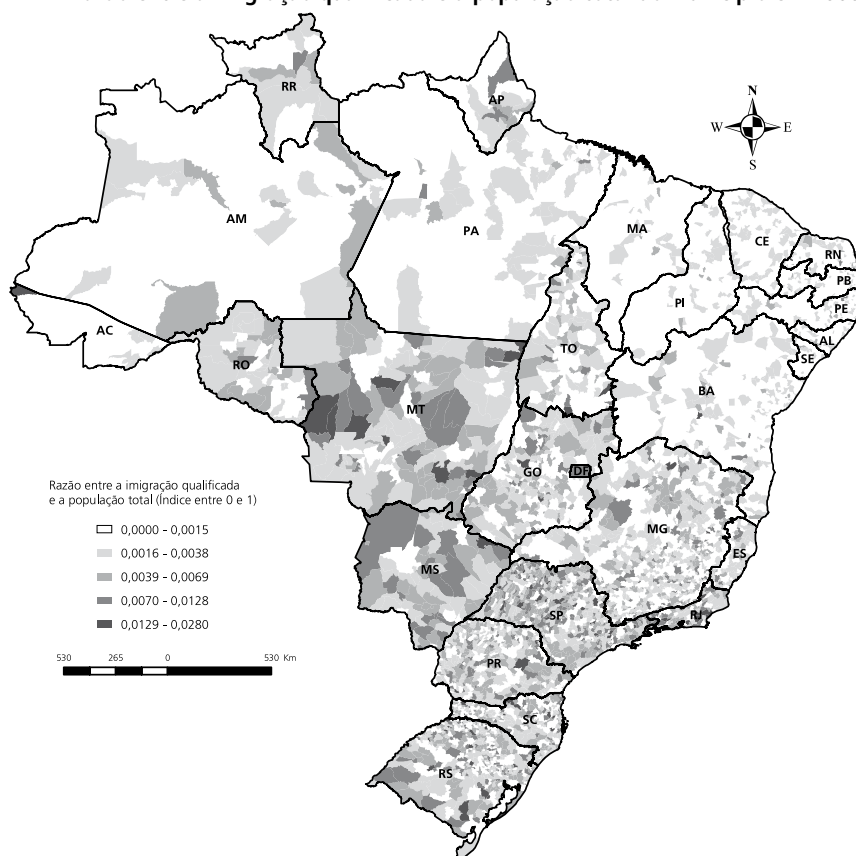 N
W E
S
RR
AP
AM
PA
MA
CE
RN
PB
PE
PI
AL
SE
AC
RO
TO
BA
MT
GO
DF
MG
ES
MS
SP
RJ
PR
SC
RS
Razão entre a imigração qualificada
e a população total (Índice entre 0 e 1)
0,0000 - 0,0015
0,0016 - 0,0038
0,0039 - 0,0069
0,0070 - 0,0128
0,0129 - 0,0280
530 265 0 530 Km